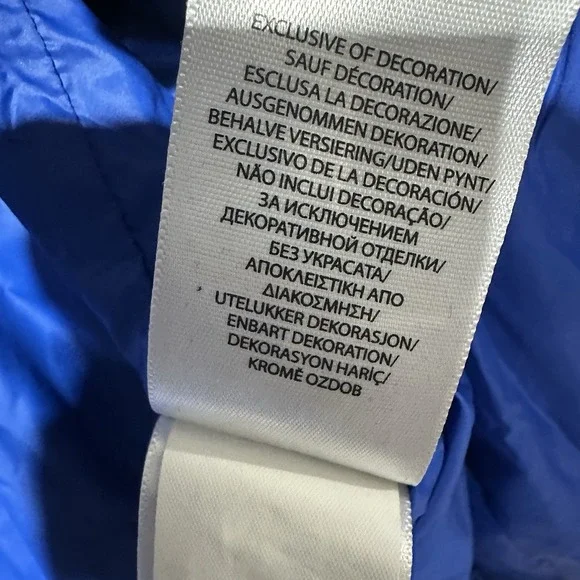 EXCLUSIVE OF DECORATION/
SAUF DÉCORATION/
ESCLUSA LA DECORAZIONE/
AUSGENOMMEN DEKORATION/
BEHALVE VERSIERING/UDEN PYNT/
EXCLUSIVO DE LA DECORACIÓN/
NÃO INCLUI DECORAÇÃO/
ЗА ИСКЛЮЧЕНИЕМ
ДЕКОРАТИВНОЙ ОТДЕЛКИ/
БЕЗ УКРАСАТА/
ΑΠΟΚΛΕΙΣΤΙΚΗ ΑΠΟ
ΔΙΑΚΟΣΜΗΣΗ/
UTELUKKER DEKORASJON/
ENBART DEKORATION/
DEKORASYON HARİÇ/
KROMĚ OZDOB